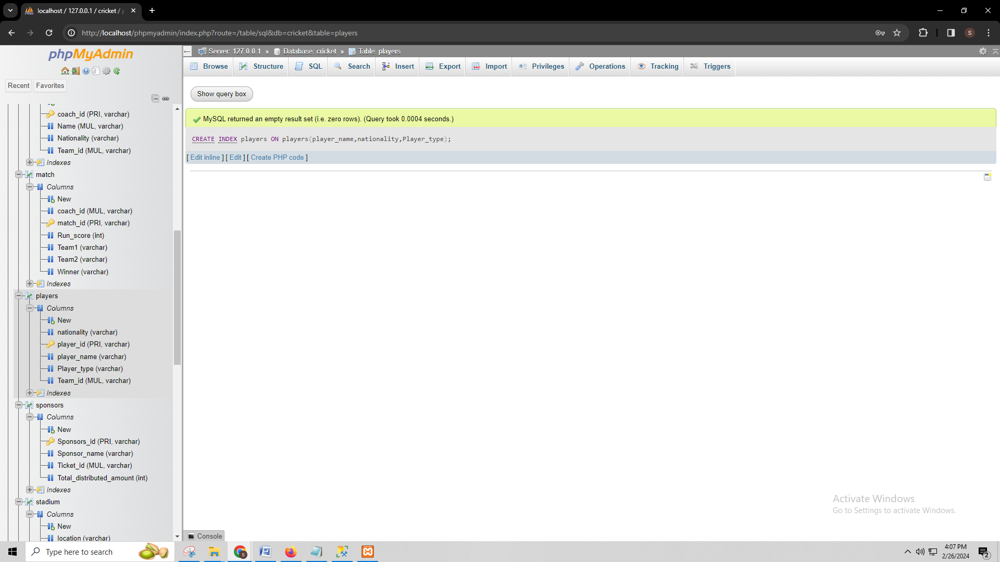 localhost / 127.0.0.1 / cricket /
http://localhost/phpmyadmin/index.php?route=/table/sql&db=cricket&table=players
S
phpMyAdmin
Recent
Favorites
coach_id (PRI, varchar)
Name (MUL, varchar)
Nationality (varchar)
Team_id (MUL, varchar)
Indexes
match
Columns
New
coach_id (MUL, varchar)
match_id (PRI, varchar)
Run_score (int)
Team1 (varchar)
Team2 (varchar)
Winner (varchar)
Indexes
players
Columns
New
nationality (varchar)
player_id (PRI, varchar)
player_name (varchar)
Player_type (varchar)
Team_id (MUL, varchar)
Indexes
sponsors
Columns
New
Sponsors_id (PRI, varchar)
Sponsor_name (varchar)
Ticket_id (MUL, varchar)
Total_distributed_amount (int)
Indexes
stadium
Columns
New
location (varchar)
Server: 127.0.0.1 » Database: cricket » Table: players
Browse Structure SQL Search Insert Export Import Privileges Operations Tracking Triggers
Show query box
MySQL returned an empty result set (i.e. zero rows). (Query took 0.0004 seconds.)
CREATE INDEX players ON players(player_name,nationality,Player_type);
[ Edit inline ] [ Edit ] [ Create PHP code ]
Activate Windows
Go to Settings to activate Windows.
Console
Type here to search
S
4:07 PM
2/26/2024
2